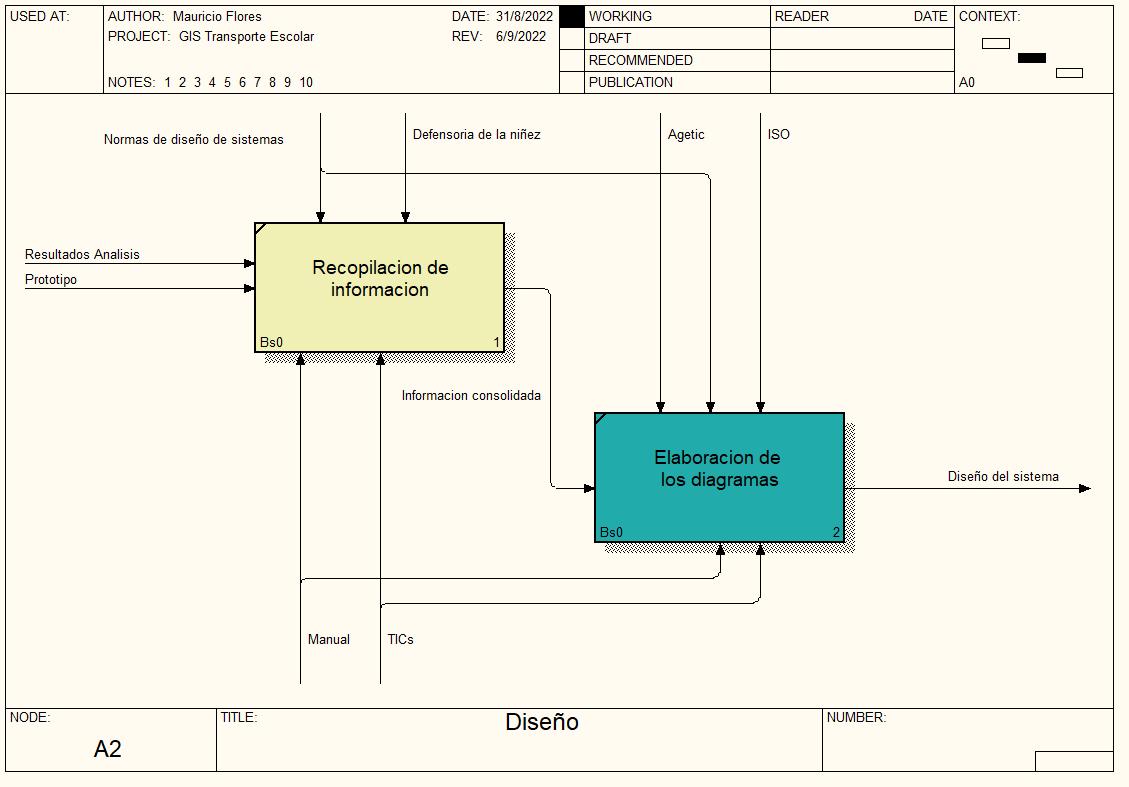 USED AT:
AUTHOR: Mauricio Flores
DATE: 31/8/2022
PROJECT: GIS Transporte Escolar
REV: 6/9/2022
NOTES: 1 2 3 4 5 6 7 8 9 10
WORKING
DRAFT
RECOMMENDED
PUBLICATION
READER DATE
CONTEXT:
A0
Normas de diseño de sistemas
Defensoria de la niñez
Agetic
ISO
Resultados Analisis
Prototipo
Recopilacion de
informacion
Bs0 1
Informacion consolidada
Elaboracion de
los diagramas
Bs0 2
Diseño del sistema
Manual
TICs
NODE:
A2
TITLE:
Diseño
NUMBER: